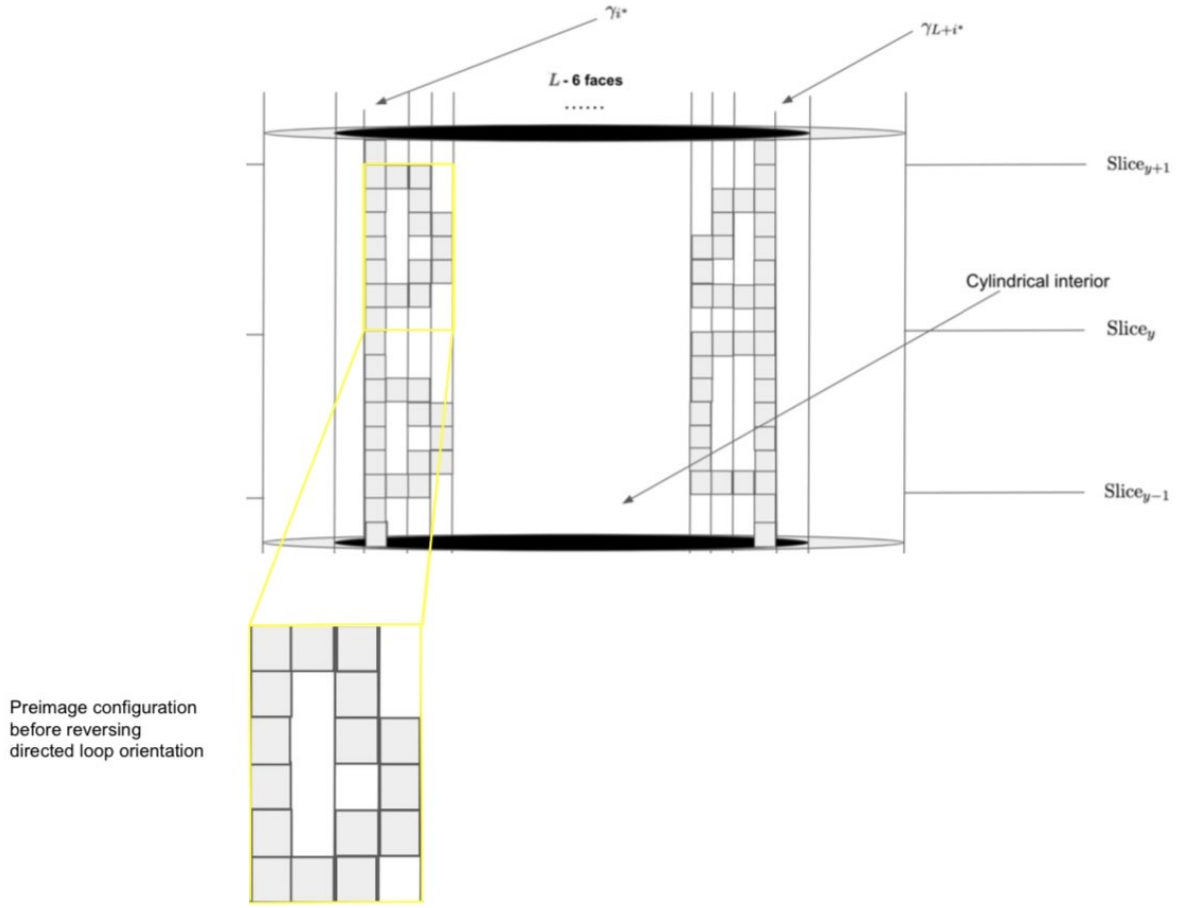 γ_{i*}
γ_{L+i*}
L - 6 faces
......
Slice_{y+1}
Cylindrical interior
Slice_y
Slice_{y−1}
Preimage configuration
before reversing
directed loop orientation